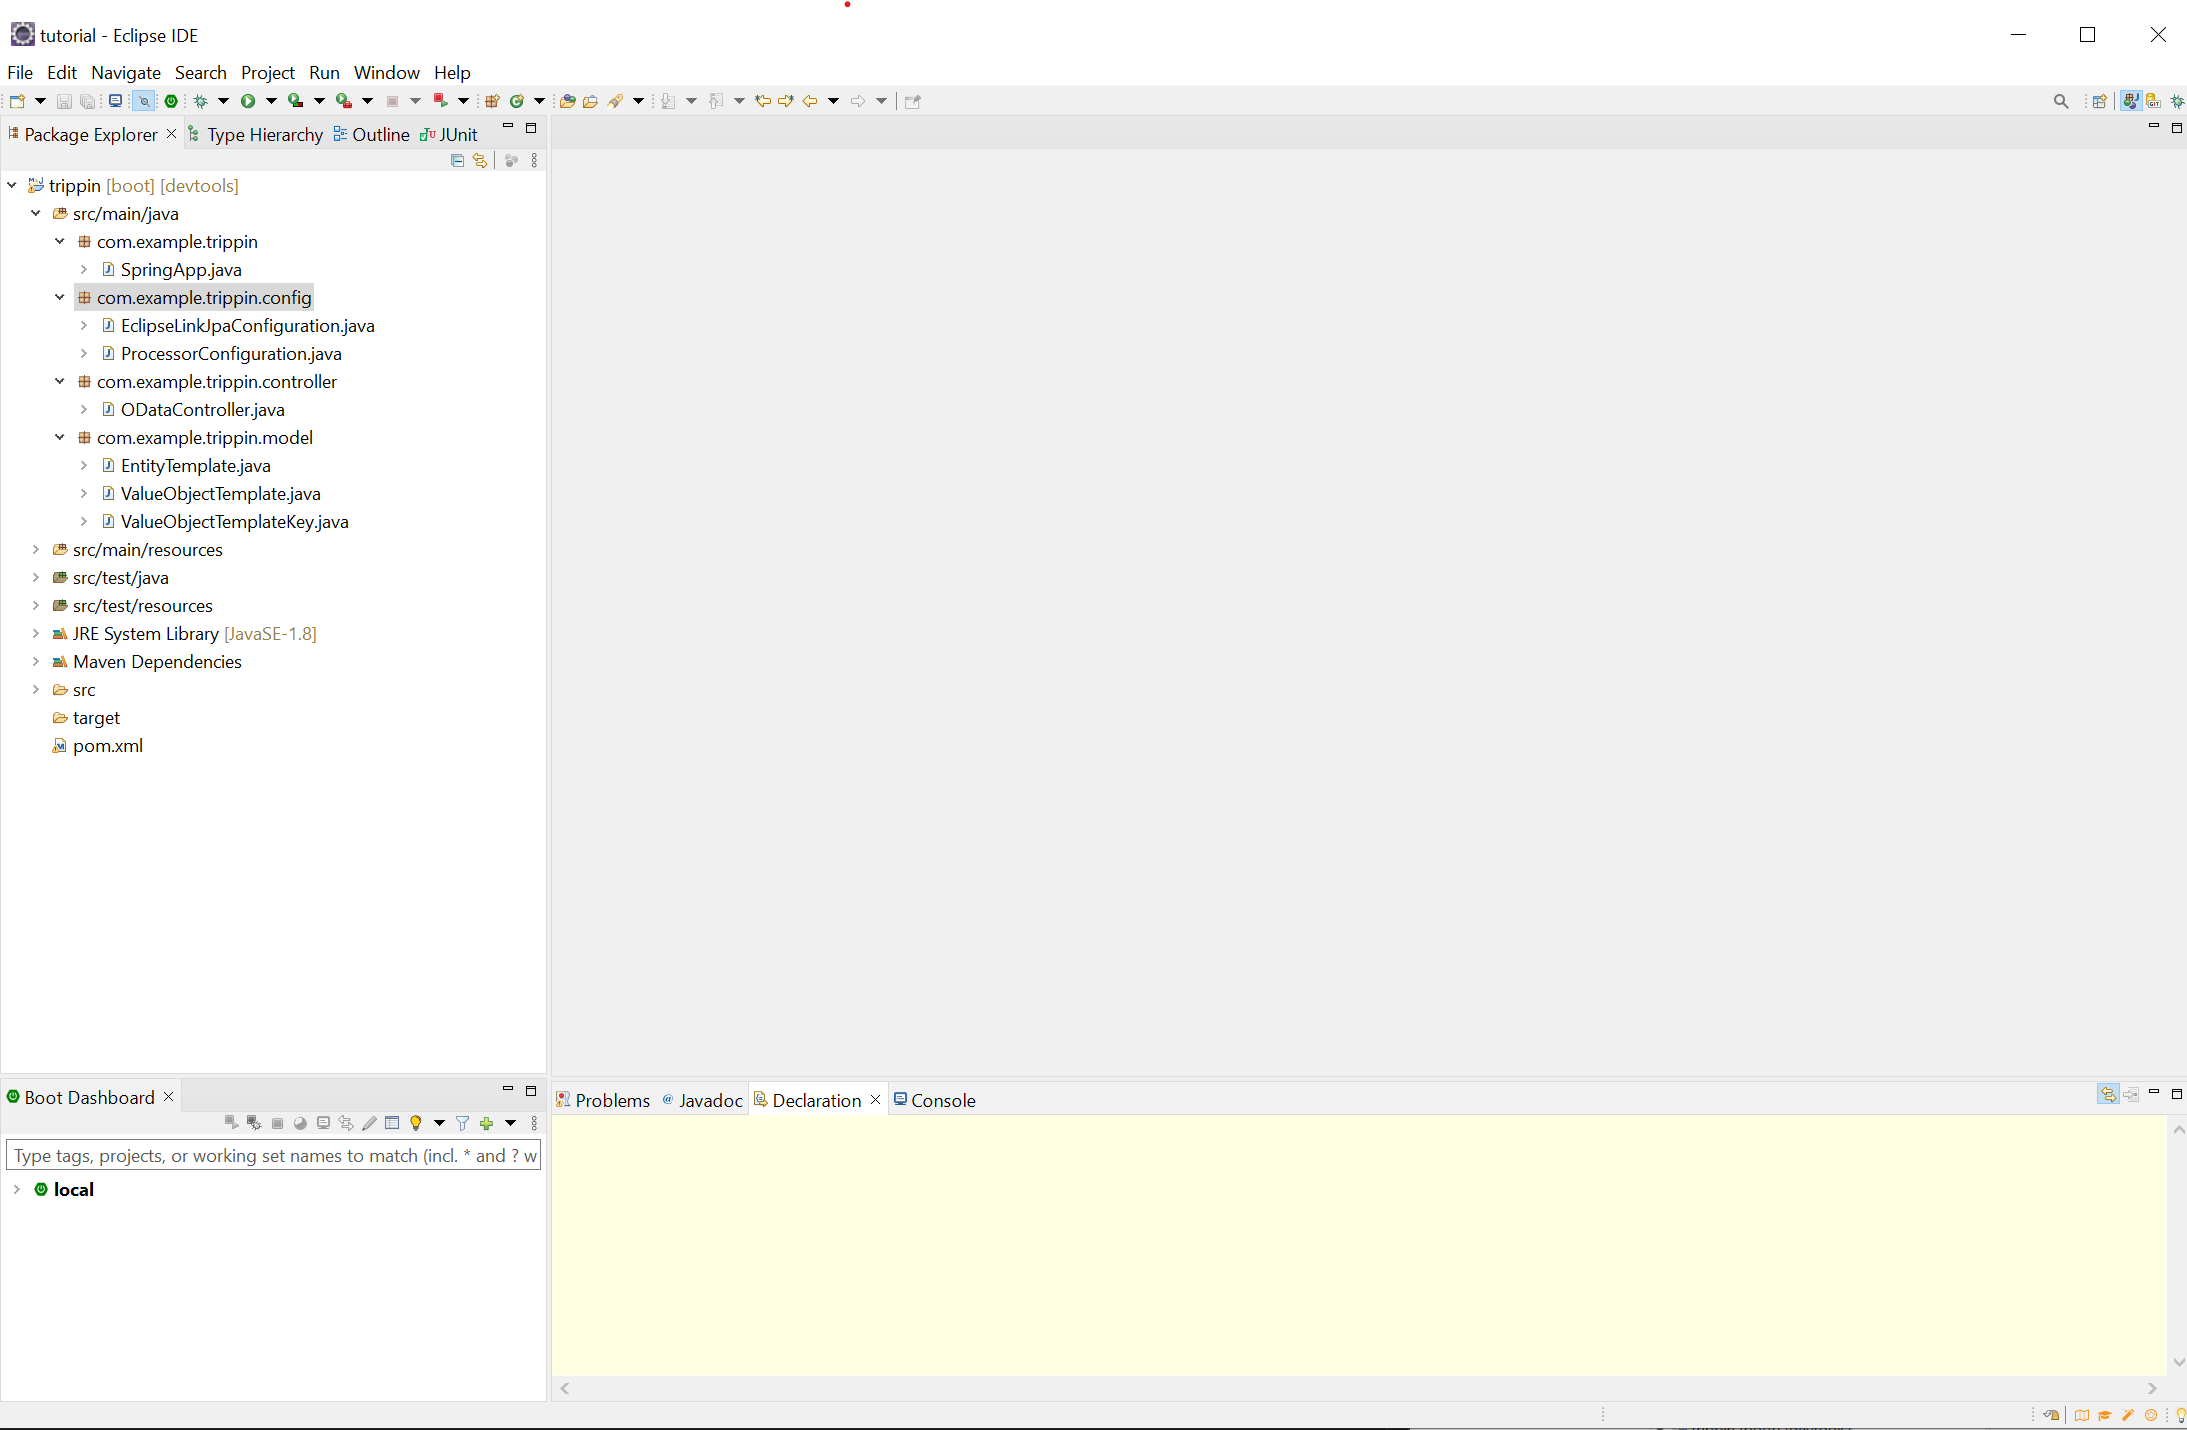 tutorial - Eclipse IDE
File Edit Navigate Search Project Run Window Help
Package Explorer Type Hierarchy Outline JUnit
trippin [boot] [devtools]
src/main/java
com.example.trippin
SpringApp.java
com.example.trippin.config
EclipseLinkJpaConfiguration.java
ProcessorConfiguration.java
com.example.trippin.controller
ODataController.java
com.example.trippin.model
EntityTemplate.java
ValueObjectTemplate.java
ValueObjectTemplateKey.java
src/main/resources
src/test/java
src/test/resources
JRE System Library [JavaSE-1.8]
Maven Dependencies
src
target
pom.xml
Boot Dashboard
Type tags, projects, or working set names to match (incl. * and ? w
local
Problems Javadoc Declaration Console